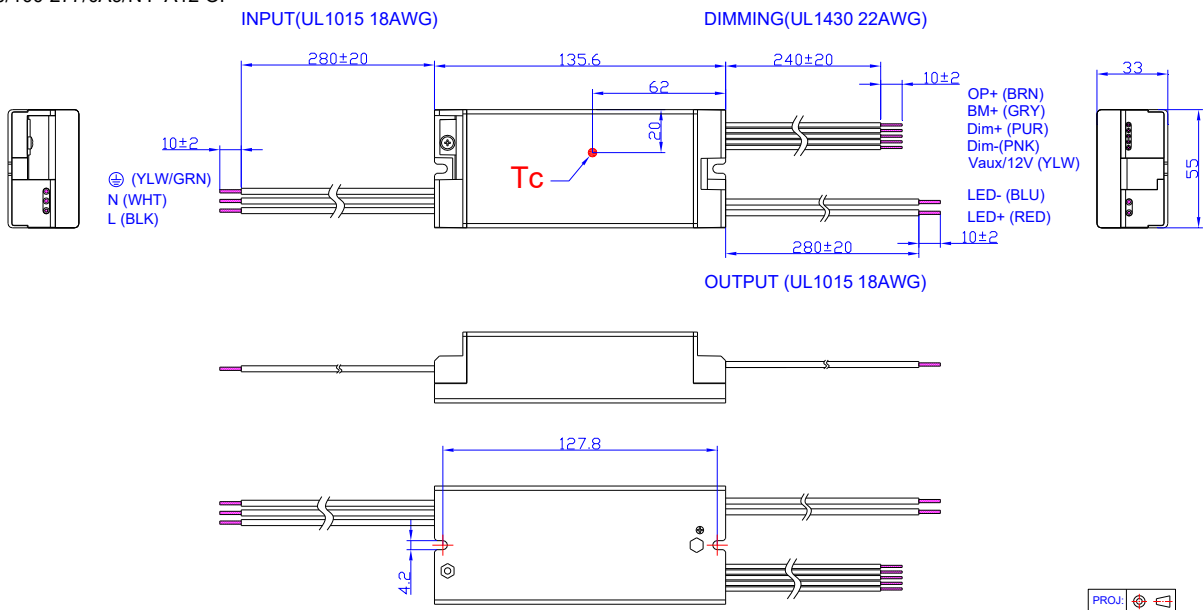 INPUT(UL1015 18AWG)
DIMMING(UL1430 22AWG)
280±20
135.6
240±20
10±2
33
62
20
55
10±2
Tc
(YLW/GRN)
N (WHT)
L (BLK)
OP+ (BRN)
BM+ (GRY)
Dim+ (PUR)
Dim-(PNK)
Vaux/12V (YLW)
LED- (BLU)
LED+ (RED)
10±2
280±20
OUTPUT (UL1015 18AWG)
127.8
4.2
PROJ: